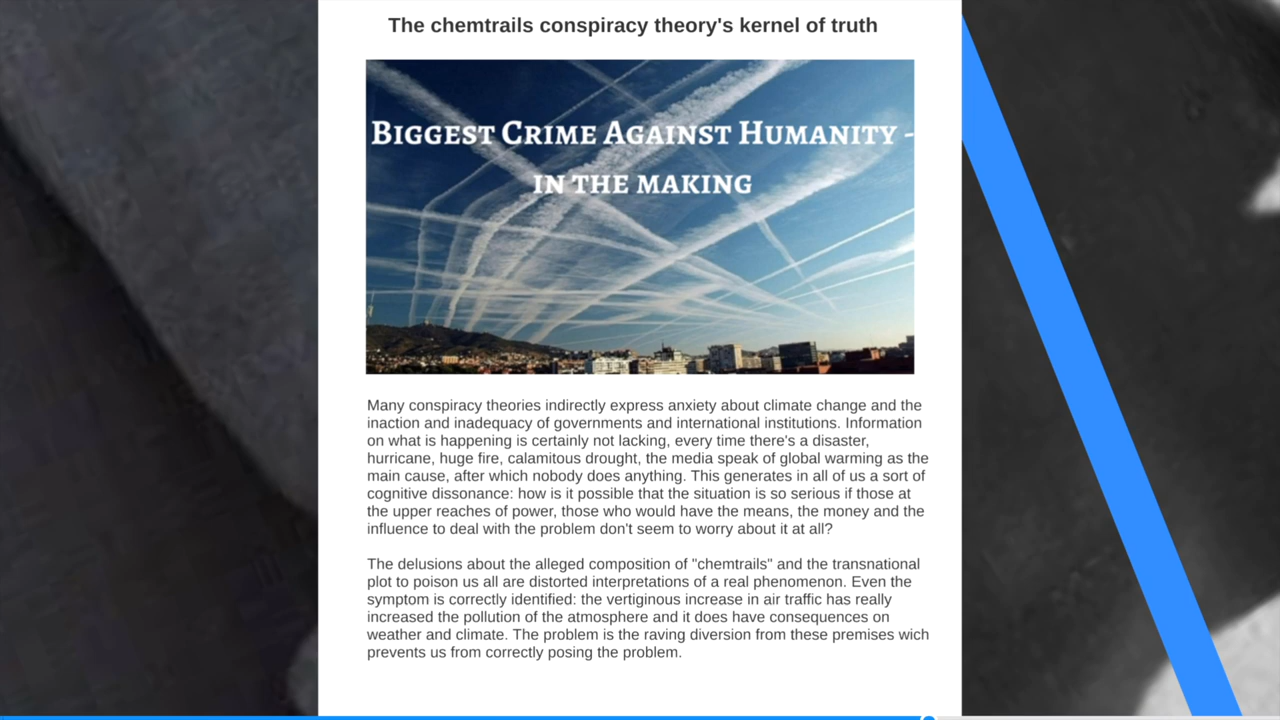 The chemtrails conspiracy theory's kernel of truth
BIGGEST CRIME AGAINST HUMANITY -
IN THE MAKING
Many conspiracy theories indirectly express anxiety about climate change and the
inaction and inadequacy of governments and international institutions. Information
on what is happening is certainly not lacking, every time there's a disaster,
hurricane, huge fire, calamitous drought, the media speak of global warming as the
main cause, after which nobody does anything. This generates in all of us a sort of
cognitive dissonance: how is it possible that the situation is so serious if those at
the upper reaches of power, those who would have the means, the money and the
influence to deal with the problem don't seem to worry about it at all?
The delusions about the alleged composition of "chemtrails" and the transnational
plot to poison us all are distorted interpretations of a real phenomenon. Even the
symptom is correctly identified: the vertiginous increase in air traffic has really
increased the pollution of the atmosphere and it does have consequences on
weather and climate. The problem is the raving diversion from these premises wich
prevents us from correctly posing the problem.